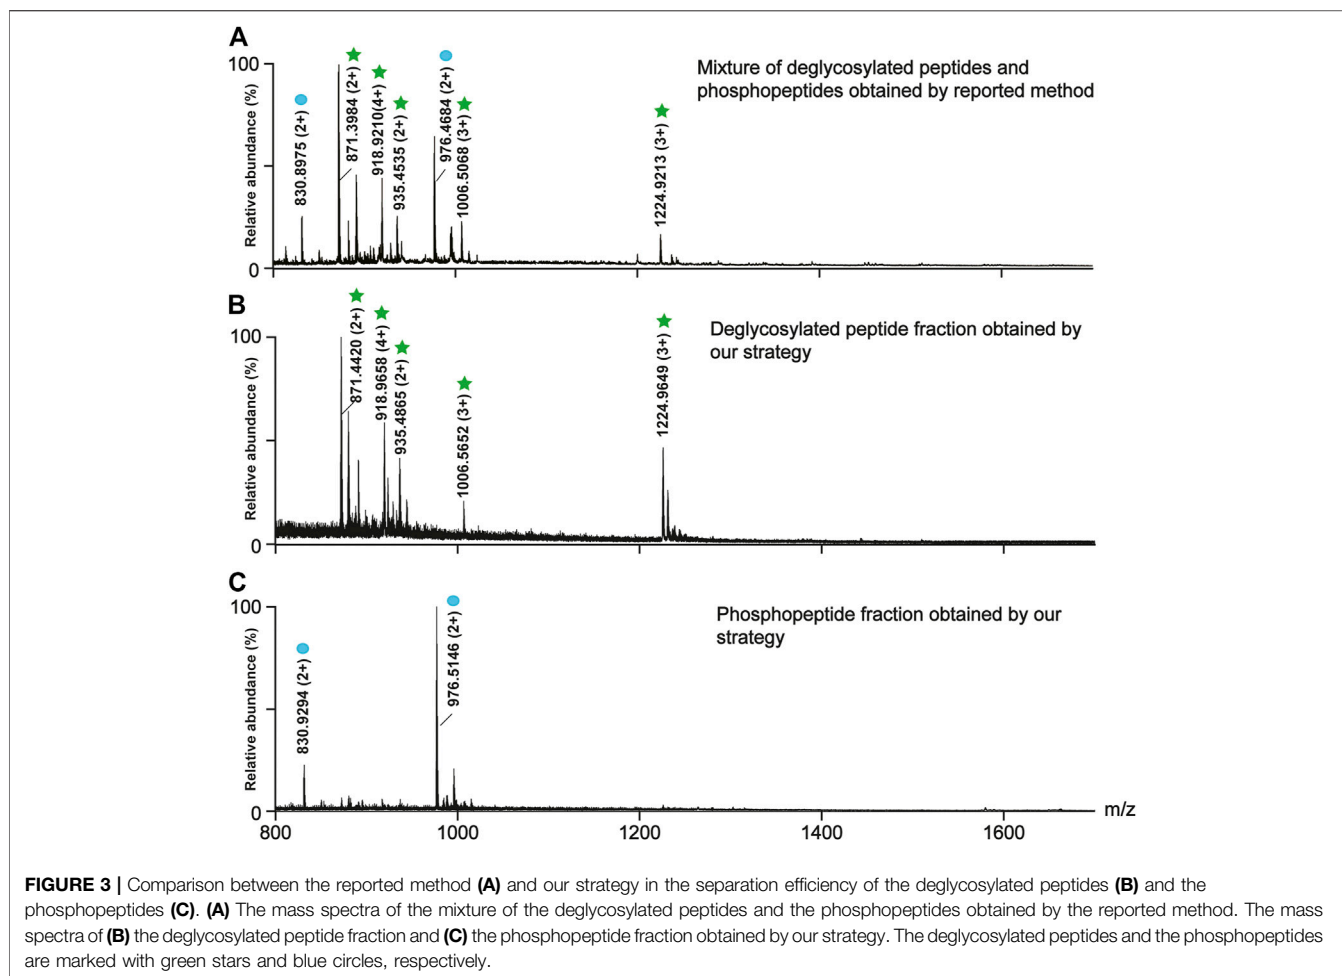 A
100
Relative abundance (%)
0
830.8975 (2+)
871.3984 (2+)
918.9210(4+)
935.4535 (2+)
976.4684 (2+)
1006.5068 (3+)
1224.9213 (3+)
Mixture of deglycosylated peptides and
phosphopeptides obtained by reported method
B
100
Relative abundance (%)
0
871.4420 (2+)
918.9658 (4+)
935.4865 (2+)
1006.5652 (3+)
1224.9649 (3+)
Deglycosylated peptide fraction obtained by
our strategy
C
100
Relative abundance (%)
0
830.9294 (2+)
976.5146 (2+)
Phosphopeptide fraction obtained by our
strategy
m/z
800 1000 1200 1400 1600
FIGURE 3 | Comparison between the reported method (A) and our strategy in the separation efficiency of the deglycosylated peptides (B) and the
phosphopeptides (C). (A) The mass spectra of the mixture of the deglycosylated peptides and the phosphopeptides obtained by the reported method. The mass
spectra of (B) the deglycosylated peptide fraction and (C) the phosphopeptide fraction obtained by our strategy. The deglycosylated peptides and the phosphopeptides
are marked with green stars and blue circles, respectively.